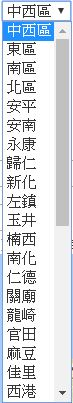 中西區
中西區
東區
南區
北區
安平
安南
永康
歸仁
新化
左鎮
玉井
楠西
南化
仁德
關廟
龍崎
官田
麻豆
佳里
西港